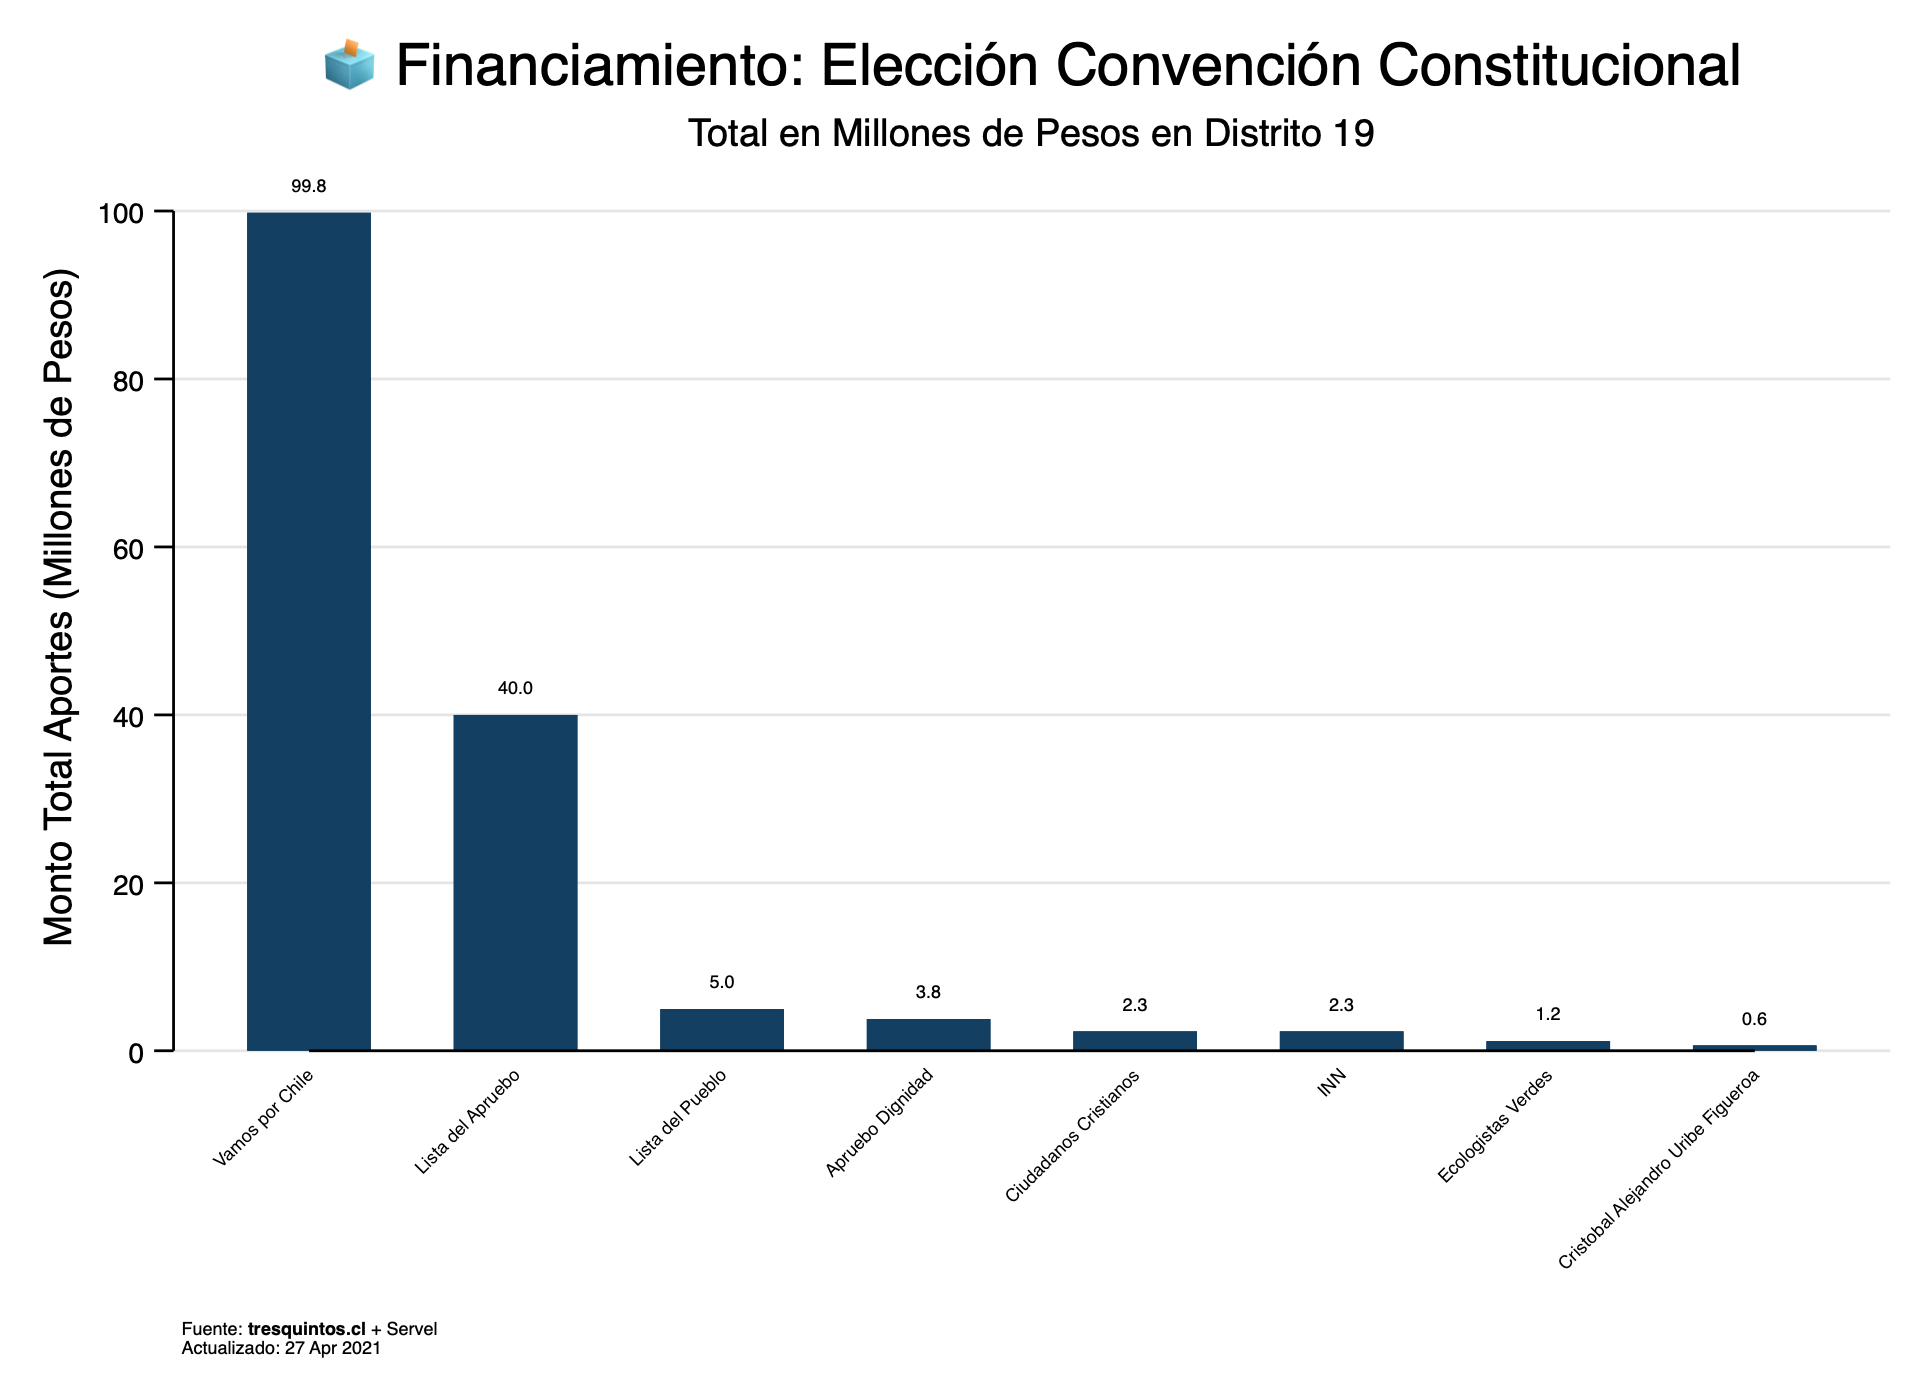 Financiamiento: Elección Convención Constitucional
Total en Millones de Pesos en Distrito 19
Monto Total Aportes (Millones de Pesos)
100
80
60
40
20
0
99.8
40.0
5.0
3.8
2.3
2.3
1.2
0.6
Vamos por Chile
Lista del Apruebo
Lista del Pueblo
Apruebo Dignidad
Ciudadanos Cristianos
INN
Ecologistas Verdes
Cristobal Alejandro Uribe Figueroa
Fuente: tresquintos.cl + Servel
Actualizado: 27 Apr 2021